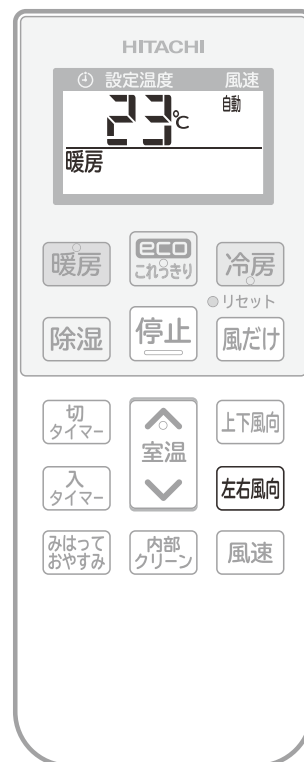 HITACHI
設定温度 風速
23℃ 自動
暖房
暖房 eco これっきり 冷房
リセット
除湿 停止 風だけ
切
タイマー
室温
上下風向
入
タイマー
左右風向
みはって
おやすみ
内部
クリーン
風速